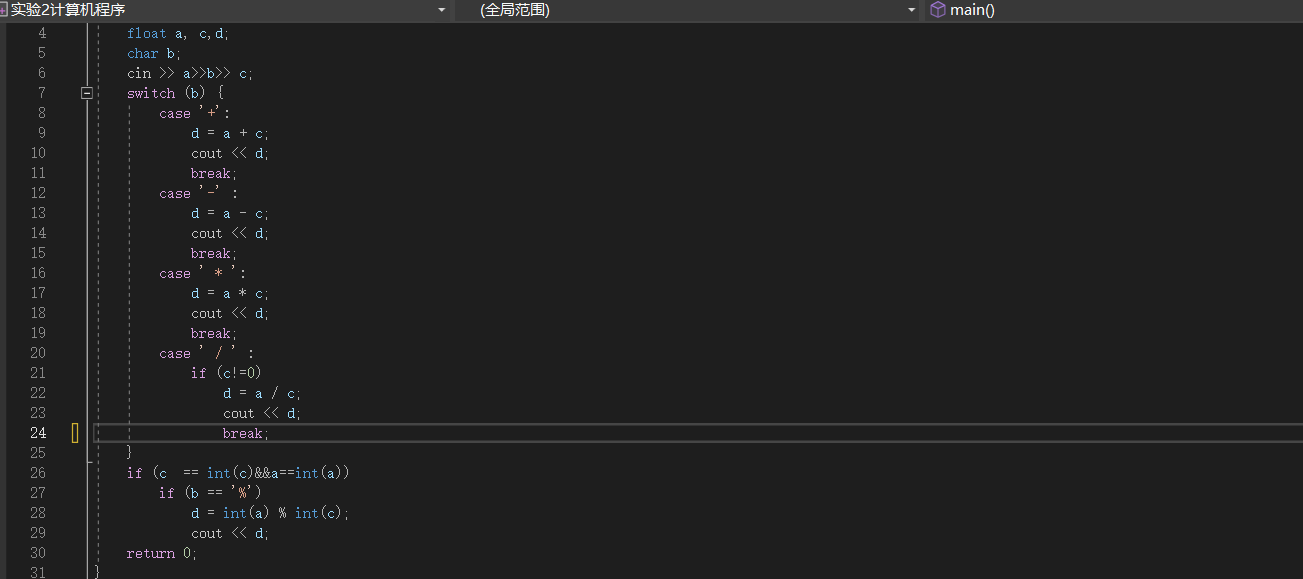 实验2计算机程序 (全局范围) main()
4 float a, c,d;
5 char b;
6 cin >> a>>b>> c;
7 switch (b) {
8 case '+':
9 d = a + c;
10 cout << d;
11 break;
12 case '-' :
13 d = a - c;
14 cout << d;
15 break;
16 case ' * ':
17 d = a * c;
18 cout << d;
19 break;
20 case ' / ' :
21 if (c!=0)
22 d = a / c;
23 cout << d;
24 break;
25 }
26 if (c  == int(c)&&a==int(a))
27 if (b == '%')
28 d = int(a) % int(c);
29 cout << d;
30 return 0;
31 }